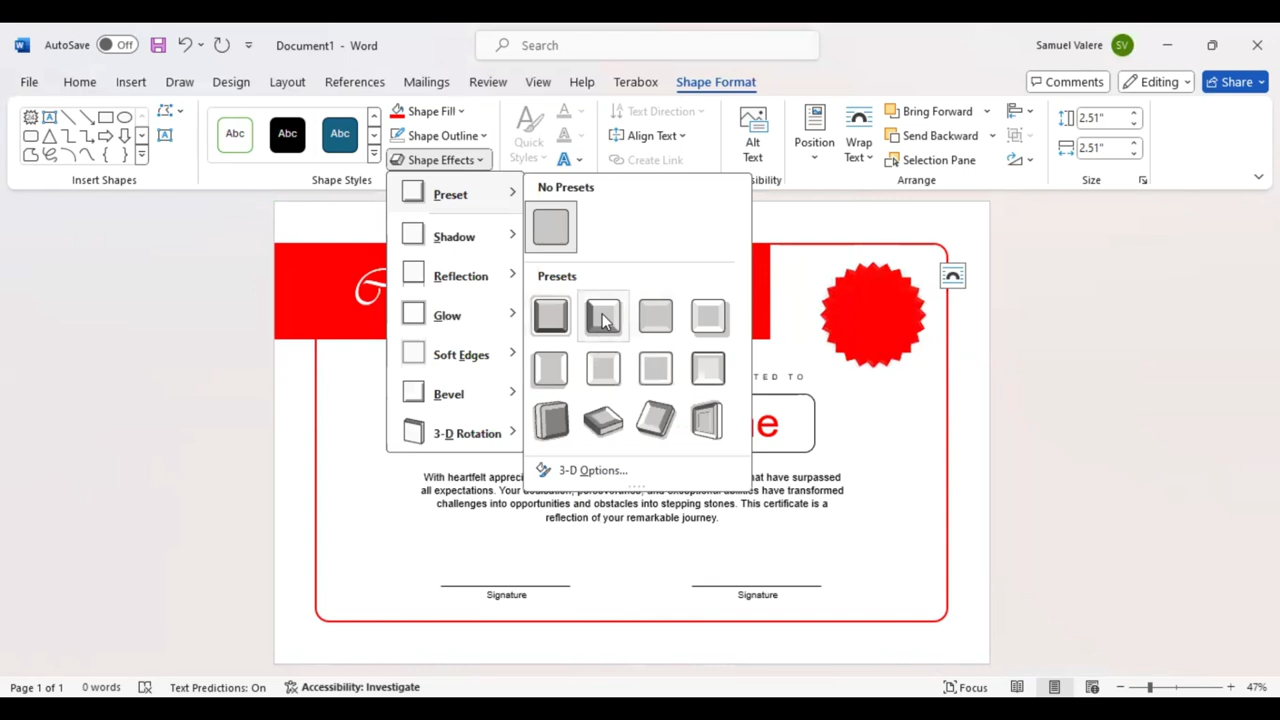 AutoSave Off Document1 - Word Search Samuel Valere SV
File Home Insert Draw Design Layout References Mailings Review View Help Terabox Shape Format Comments Editing Share
Abc Abc Abc
Shape Fill
Shape Outline
Shape Effects
Quick Styles
Text Direction
Align Text
Create Link
Alt Text
Position
Wrap Text
Bring Forward
Send Backward
Selection Pane
2.51"
2.51"
Insert Shapes Shape Styles Arrange Size
Preset
Shadow
Reflection
Glow
Soft Edges
Bevel
3-D Rotation
No Presets
Presets
3-D Options...
TED TO
With heartfelt
all expectations. Your
hat have surpassed
have transformed
challenges into opportunities and obstacles into stepping stones. This certificate is a
reflection of your remarkable journey.
Signature Signature
Page 1 of 1 0 words Text Predictions: On Accessibility: Investigate Focus 47%